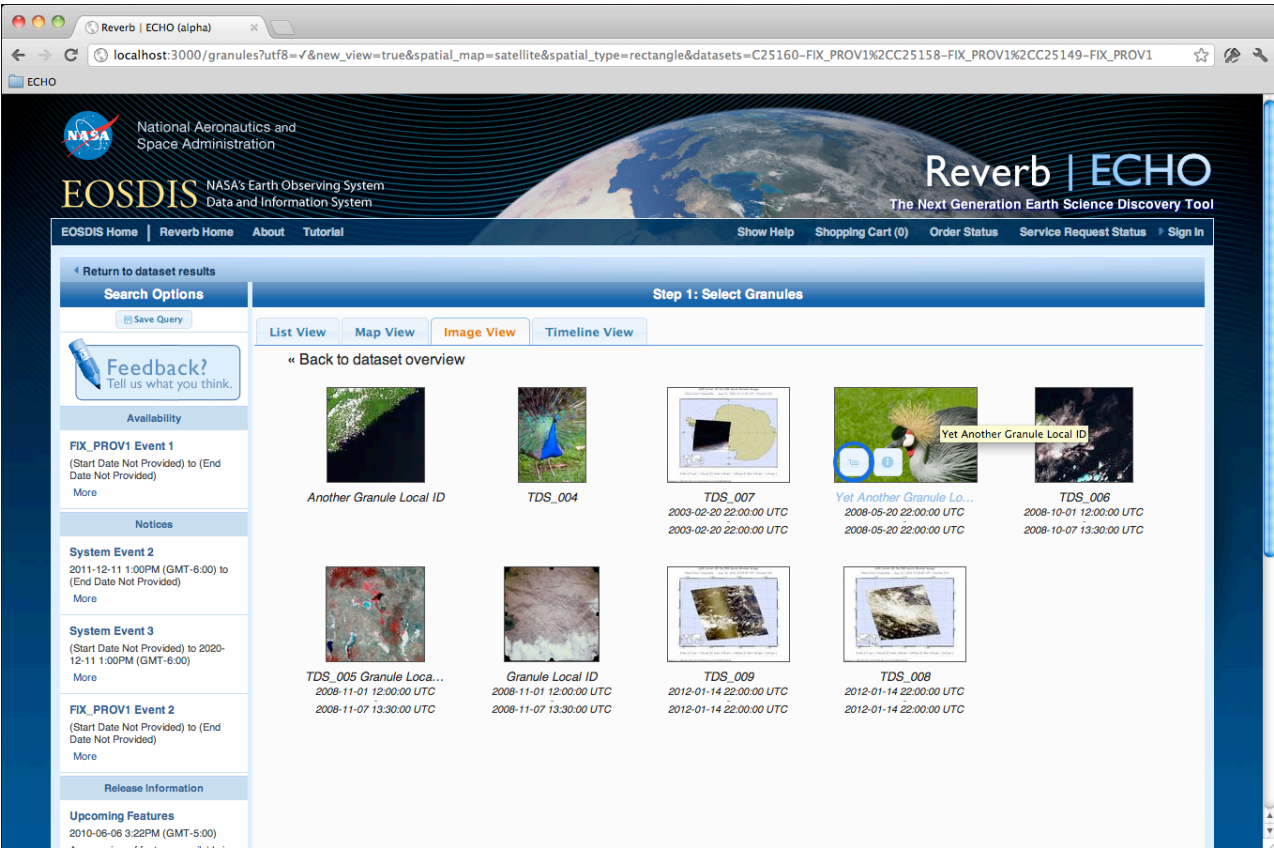 Reverb | ECHO (alpha)
localhost:3000/granules?utf8=√&new_view=true&spatial_map=satellite&spatial_type=rectangle&datasets=C25160-FIX_PROV1%2CC25158-FIX_PROV1%2CC25149-FIX_PROV1
ECHO
NASA
National Aeronautics and
Space Administration
EOSDIS
NASA's Earth Observing System
Data and Information System
Reverb | ECHO
The Next Generation Earth Science Discovery Tool
EOSDIS Home | Reverb Home About Tutorial
Show Help Shopping Cart (0) Order Status Service Request Status Sign In
Return to dataset results
Search Options
Step 1: Select Granules
Save Query
Feedback?
Tell us what you think.
Availability
FIX_PROV1 Event 1
(Start Date Not Provided) to (End
Date Not Provided)
More
Notices
System Event 2
2011-12-11 1:00PM (GMT-6:00) to
(End Date Not Provided)
More
System Event 3
(Start Date Not Provided) to 2020-
12-11 1:00PM (GMT-6:00)
More
FIX_PROV1 Event 2
(Start Date Not Provided) to (End
Date Not Provided)
More
Release Information
Upcoming Features
2010-06-06 3:22PM (GMT-5:00)
List View Map View Image View Timeline View
« Back to dataset overview
Another Granule Local ID
TDS_004
TDS_007
2003-02-20 22:00:00 UTC
-
2003-02-20 22:00:00 UTC
Yet Another Granule Local ID
Yet Another Granule Lo...
2008-05-20 22:00:00 UTC
-
2008-05-20 22:00:00 UTC
TDS_006
2008-10-01 12:00:00 UTC
-
2008-10-07 13:30:00 UTC
TDS_005 Granule Loca...
2008-11-01 12:00:00 UTC
-
2008-11-07 13:30:00 UTC
Granule Local ID
2008-11-01 12:00:00 UTC
-
2008-11-07 13:30:00 UTC
TDS_009
2012-01-14 22:00:00 UTC
-
2012-01-14 22:00:00 UTC
TDS_008
2012-01-14 22:00:00 UTC
-
2012-01-14 22:00:00 UTC